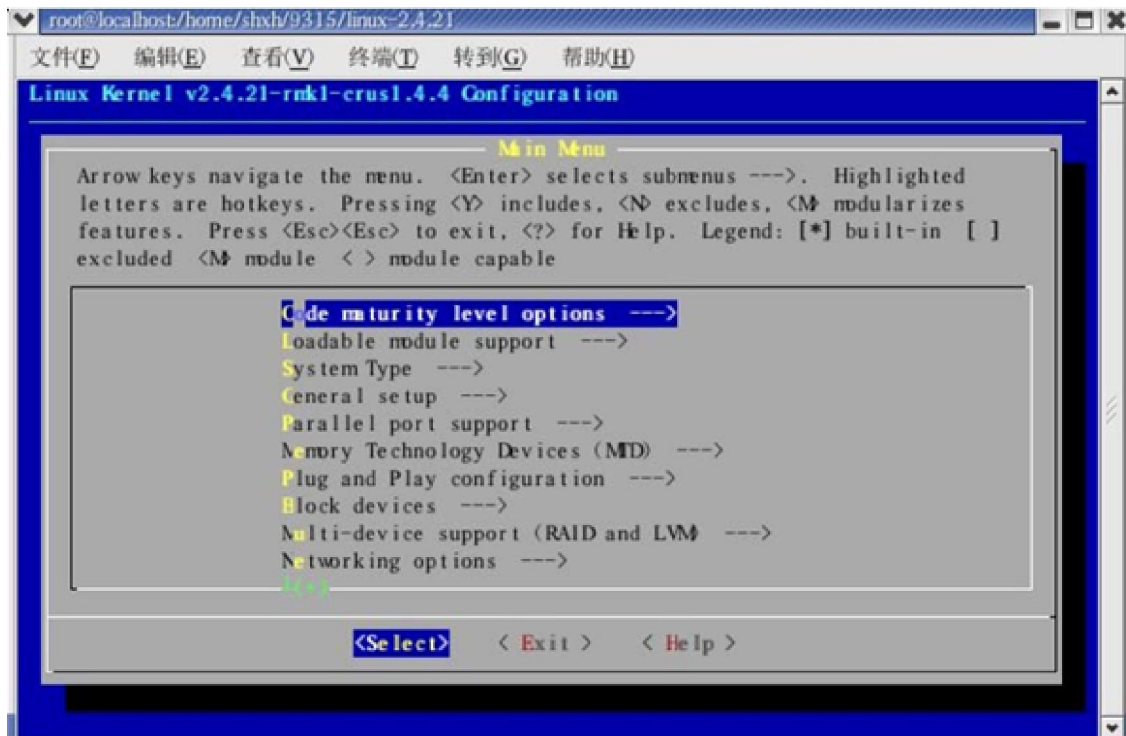 root@localhost:/home/shxh/9315/linux-2.4.21
文件(F) 编辑(E) 查看(V) 终端(T) 转到(G) 帮助(H)
Linux Kernel v2.4.21-rmk1-crus1.4.4 Configuration
Main Menu
Arrow keys navigate the menu. <Enter> selects submenus --->. Highlighted
letters are hotkeys. Pressing <Y> includes, <N> excludes, <M> modularizes
features. Press <Esc><Esc> to exit, <?> for Help. Legend: [*] built-in [ ]
excluded <M> module < > module capable
Code maturity level options --->
Loadable module support --->
System Type --->
General setup --->
Parallel port support --->
Memory Technology Devices (MTD) --->
Plug and Play configuration --->
Block devices --->
Multi-device support (RAID and LVM) --->
Networking options --->
(+)
<Select> < Exit > < Help >